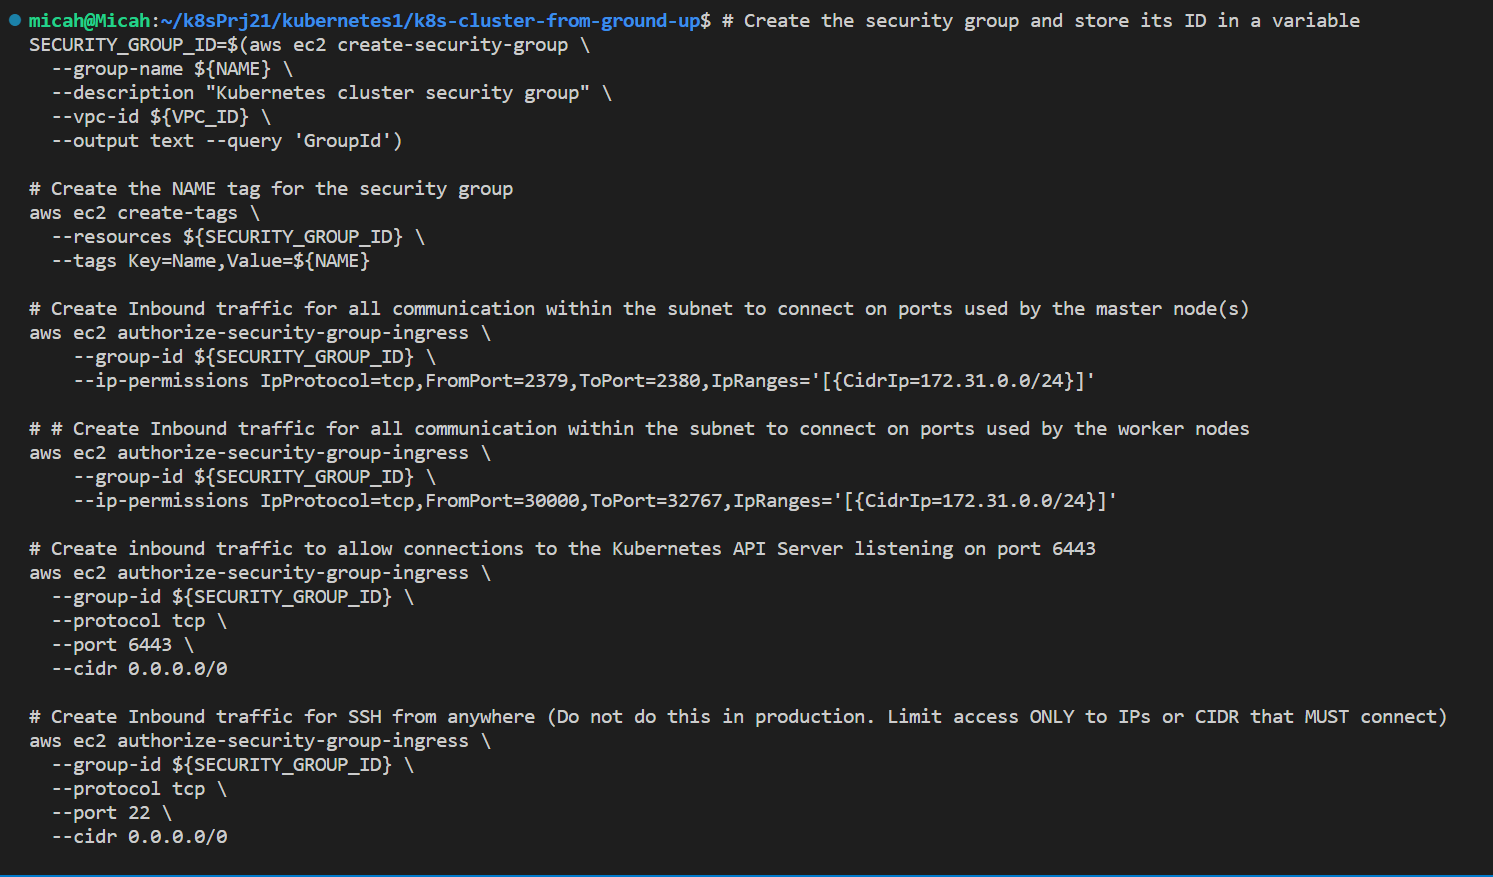 micah@Micah:~/k8sPrj21/kubernetes1/k8s-cluster-from-ground-up$ # Create the security group and store its ID in a variable
SECURITY_GROUP_ID=$(aws ec2 create-security-group \
  --group-name ${NAME} \
  --description "Kubernetes cluster security group" \
  --vpc-id ${VPC_ID} \
  --output text --query 'GroupId')

# Create the NAME tag for the security group
aws ec2 create-tags \
  --resources ${SECURITY_GROUP_ID} \
  --tags Key=Name,Value=${NAME}

# Create Inbound traffic for all communication within the subnet to connect on ports used by the master node(s)
aws ec2 authorize-security-group-ingress \
    --group-id ${SECURITY_GROUP_ID} \
    --ip-permissions IpProtocol=tcp,FromPort=2379,ToPort=2380,IpRanges='[{CidrIp=172.31.0.0/24}]'

# # Create Inbound traffic for all communication within the subnet to connect on ports used by the worker nodes
aws ec2 authorize-security-group-ingress \
    --group-id ${SECURITY_GROUP_ID} \
    --ip-permissions IpProtocol=tcp,FromPort=30000,ToPort=32767,IpRanges='[{CidrIp=172.31.0.0/24}]'

# Create inbound traffic to allow connections to the Kubernetes API Server listening on port 6443
aws ec2 authorize-security-group-ingress \
  --group-id ${SECURITY_GROUP_ID} \
  --protocol tcp \
  --port 6443 \
  --cidr 0.0.0.0/0

# Create Inbound traffic for SSH from anywhere (Do not do this in production. Limit access ONLY to IPs or CIDR that MUST connect)
aws ec2 authorize-security-group-ingress \
  --group-id ${SECURITY_GROUP_ID} \
  --protocol tcp \
  --port 22 \
  --cidr 0.0.0.0/0